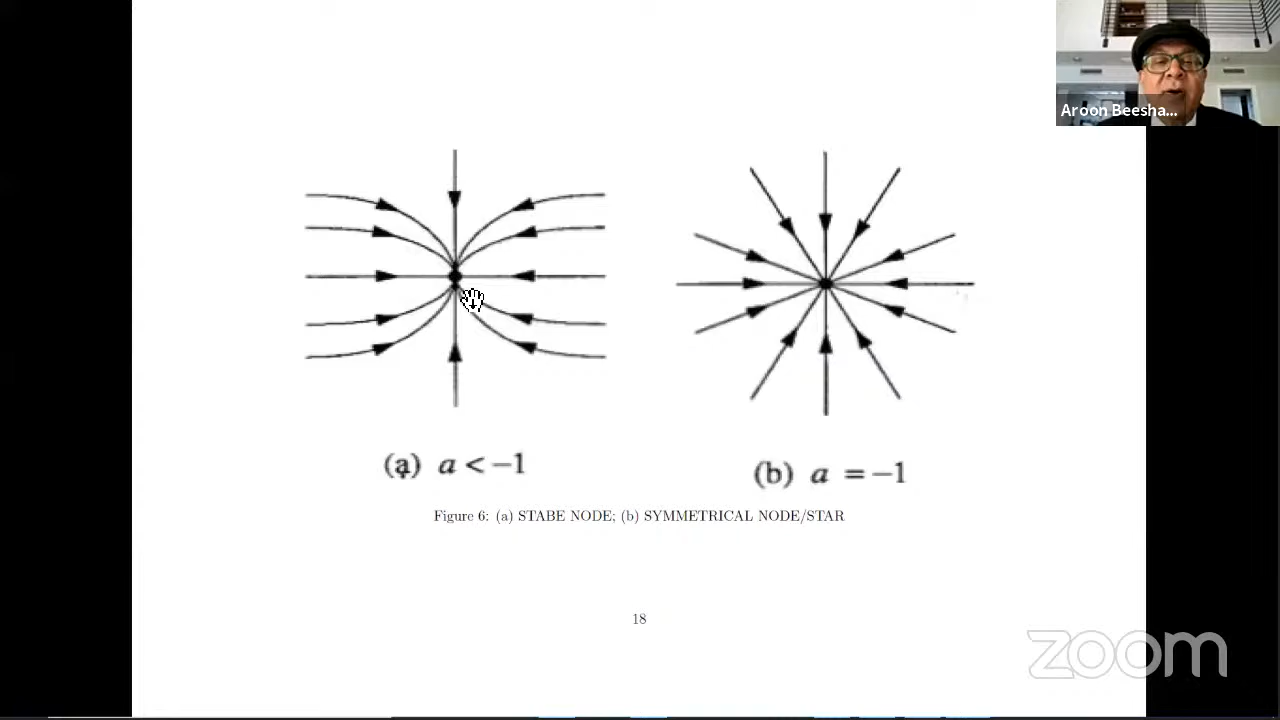 Aroon Beesha...
(a) a < −1
(b) a = −1
Figure 6: (a) STABE NODE; (b) SYMMETRICAL NODE/STAR
18
zoom